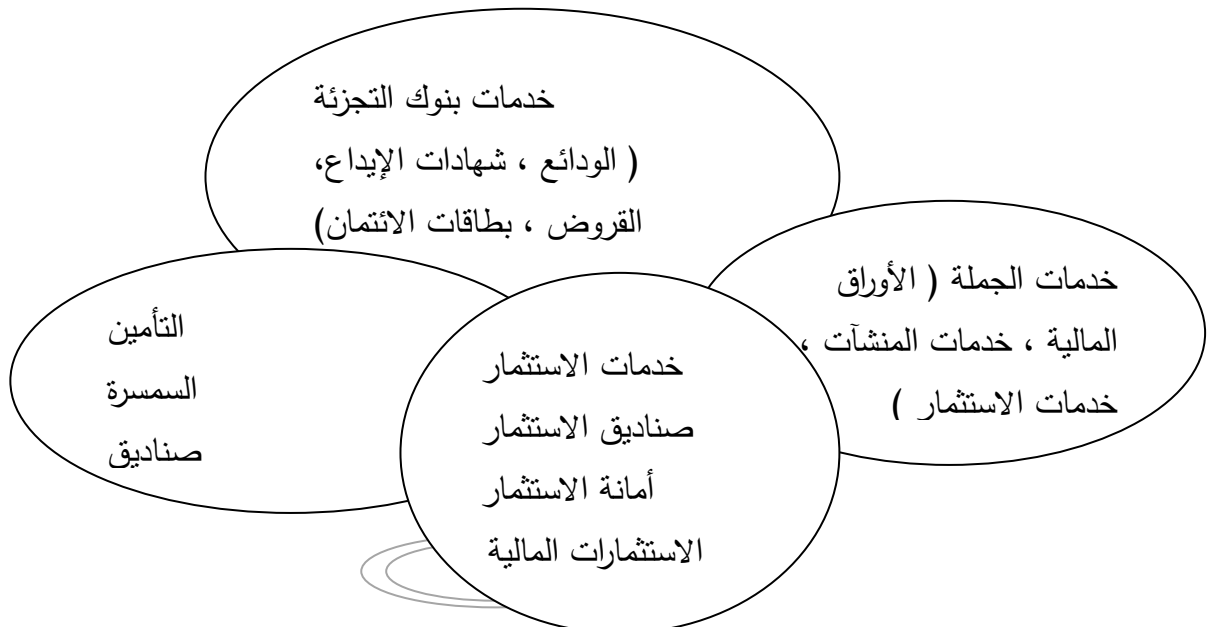 خدمات بنوك التجزئة
( الودائع ، شهادات الإيداع،
القروض ، بطاقات الائتمان)
خدمات الجملة ( الأوراق
المالية ، خدمات المنشآت ،
خدمات الاستثمار )
التأمين
السمسرة
صناديق
خدمات الاستثمار
صناديق الاستثمار
أمانة الاستثمار
الاستثمارات المالية